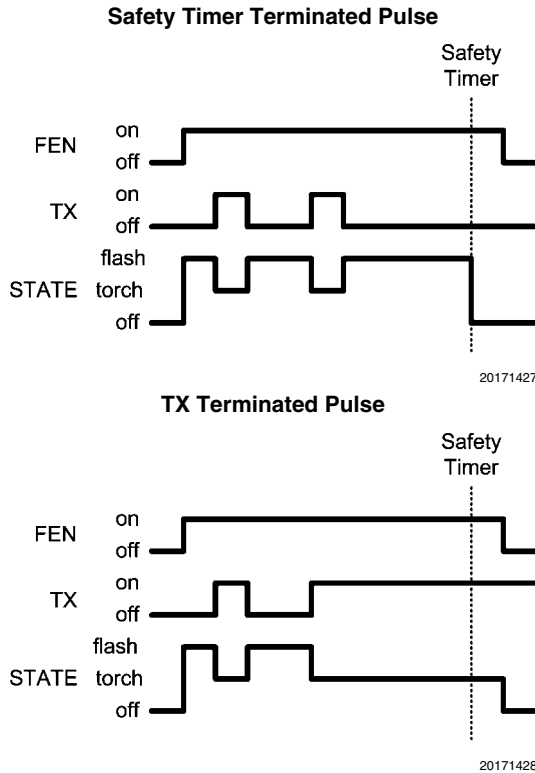 Safety Timer Terminated Pulse
Safety
Timer
FEN
on
off
TX
on
off
STATE
flash
torch
off
20171427
TX Terminated Pulse
Safety
Timer
FEN
on
off
TX
on
off
STATE
flash
torch
off
20171428